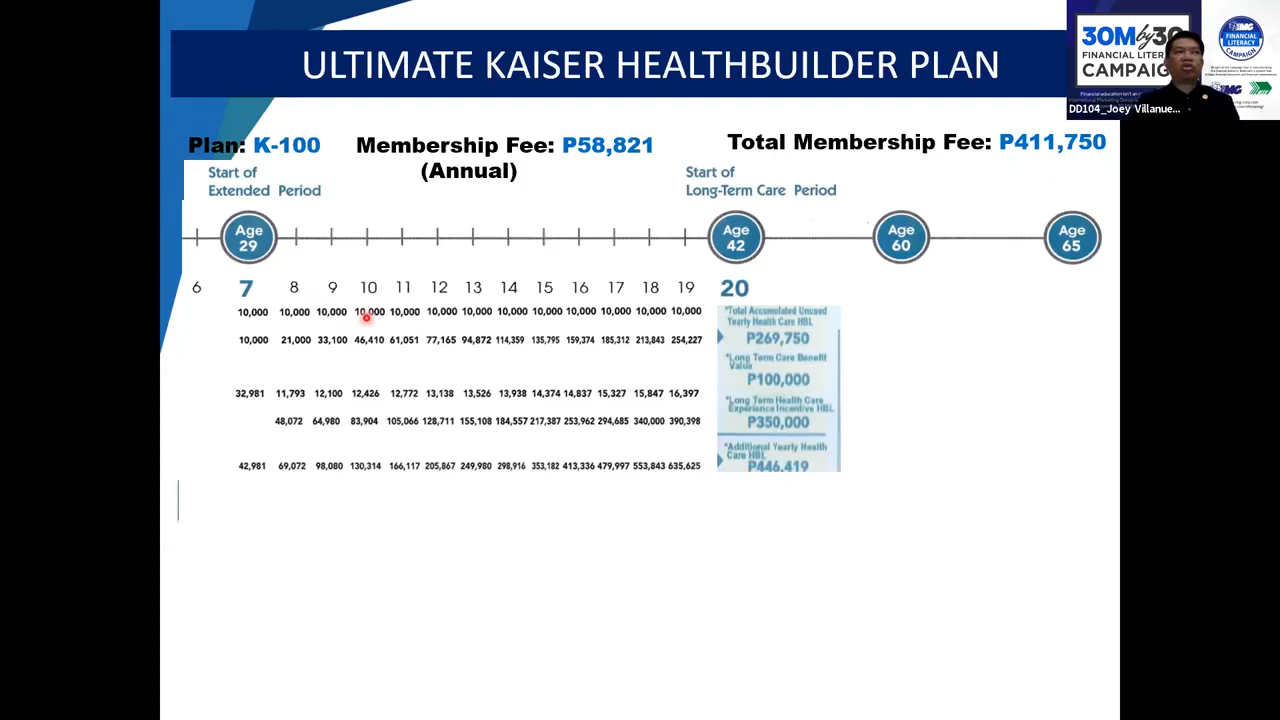 ULTIMATE KAISER HEALTHBUILDER PLAN
30M by 30
FINANCIAL LITERACY
CAMPAIGN
IMG
FINANCIAL
LITERACY
CAMPAIGN
IMG
DD104_Joey Villanue...
Plan: K-100 Membership Fee: P58,821 Total Membership Fee: P411,750
(Annual)
Start of Start of
Extended Period Long-Term Care Period
Age Age Age Age
29 42 60 65
6 7 8 9 10 11 12 13 14 15 16 17 18 19 20
10,000 10,000 10,000 10,000 10,000 10,000 10,000 10,000 10,000 10,000 10,000 10,000 10,000
10,000 21,000 33,100 46,410 61,051 77,165 94,872 114,359 135,795 159,374 185,312 213,843 254,227
32,981 11,793 12,100 12,426 12,772 13,138 13,526 13,938 14,374 14,837 15,327 15,847 16,397
48,072 64,980 83,904 105,066 128,711 155,108 184,557 217,387 253,962 294,685 340,000 390,398
42,981 69,072 98,080 130,314 166,117 205,867 249,980 298,916 353,182 413,336 479,997 553,843 635,625
*Total Accumulated Unused
Yearly Health Care HBL
P269,750
*Long Term Care Benefit
Value
P100,000
*Long Term Health Care
Experience Incentive HBL
P350,000
*Additional Yearly Health
Care HBL
P446,419